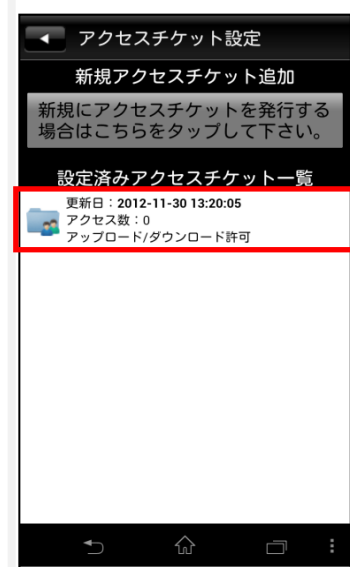 アクセスチケット設定
新規アクセスチケット追加
新規にアクセスチケットを発行する
場合はこちらをタップして下さい。
設定済みアクセスチケット一覧
更新日：2012-11-30 13:20:05
アクセス数：0
アップロード/ダウンロード許可